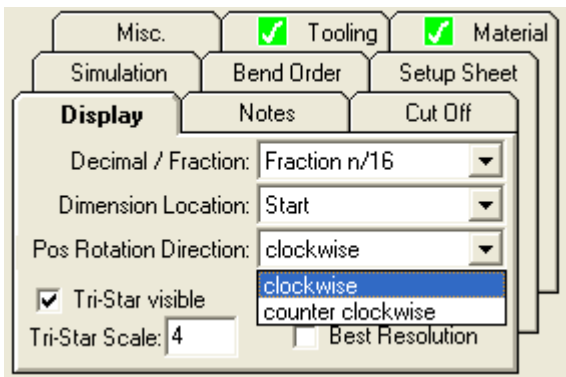 Misc. Tooling Material
Simulation Bend Order Setup Sheet
Display Notes Cut Off
Decimal / Fraction: Fraction n/16
Dimension Location: Start
Pos Rotation Direction: clockwise
clockwise
Tri-Star visible
counter clockwise
Tri-Star Scale: 4 Best Resolution